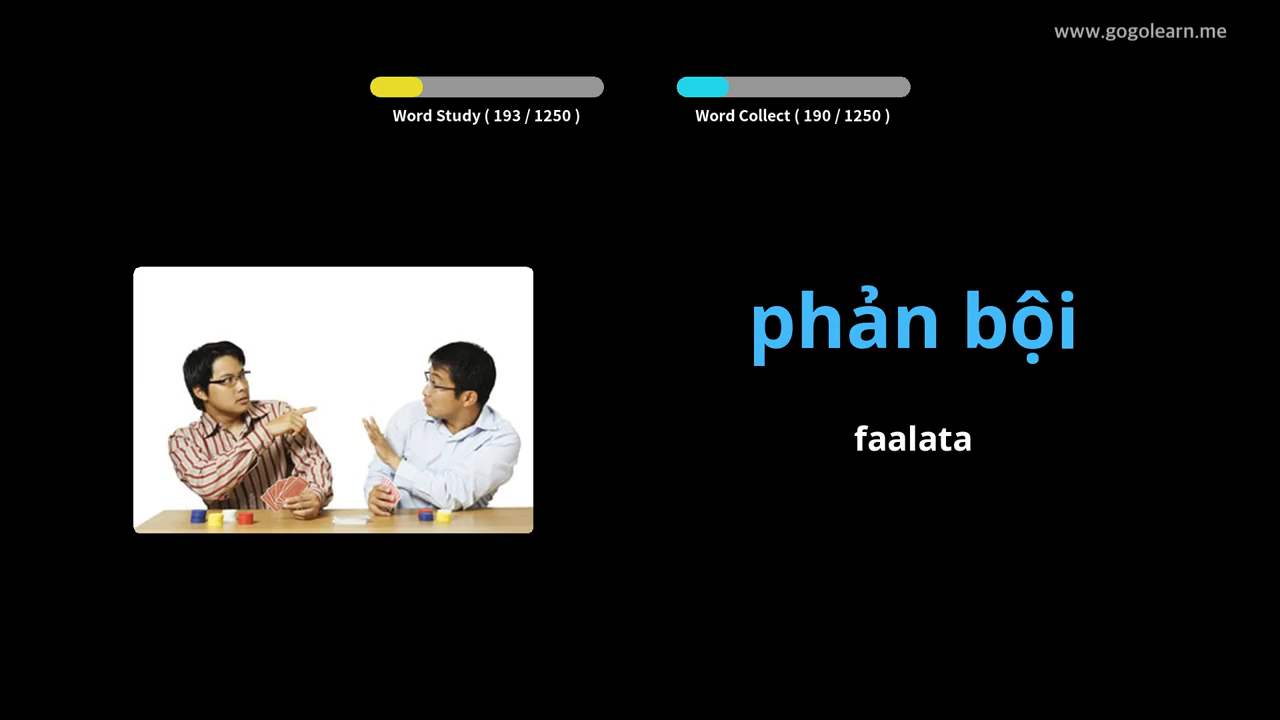 www.gogolearn.me
Word Study ( 193 / 1250 )
Word Collect ( 190 / 1250 )
phản bội
faalata